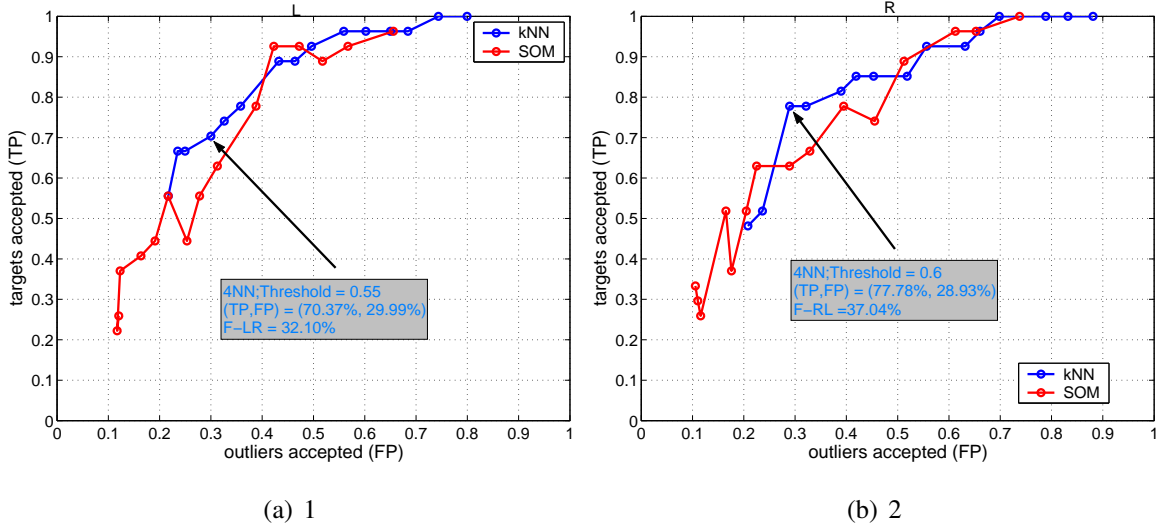 L
1
0.9
0.8
0.7
0.6
0.5
0.4
0.3
0.2
0.1
0
targets accepted (TP)
kNN
SOM
4NN;Threshold = 0.55
(TP,FP) = (70.37%, 29.99%)
F−LR = 32.10%
0 0.1 0.2 0.3 0.4 0.5 0.6 0.7 0.8 0.9 1
outliers accepted (FP)
(a) 1
R
1
0.9
0.8
0.7
0.6
0.5
0.4
0.3
0.2
0.1
0
targets accepted (TP)
4NN;Threshold = 0.6
(TP,FP) = (77.78%, 28.93%)
F−RL =37.04%
kNN
SOM
0 0.1 0.2 0.3 0.4 0.5 0.6 0.7 0.8 0.9 1
outliers accepted (FP)
(b) 2